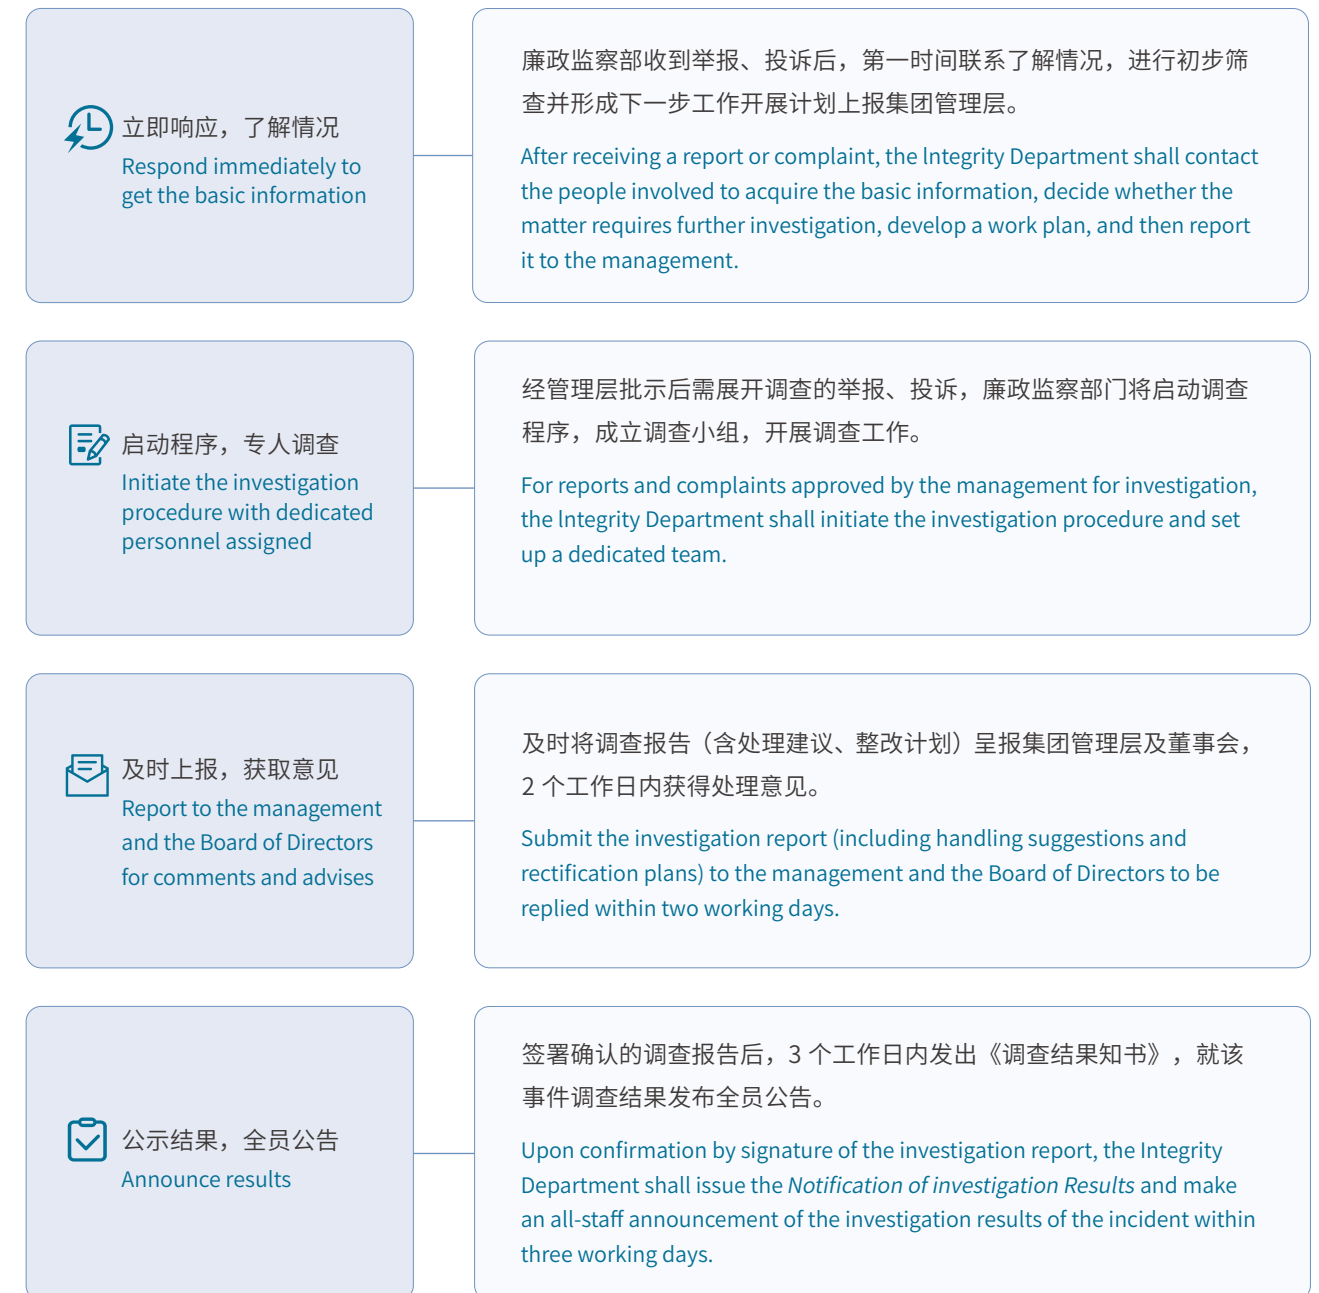 立即响应，了解情况
Respond immediately to
get the basic information
廉政监察部收到举报、投诉后，第一时间联系了解情况，进行初步筛
查并形成下一步工作开展计划上报集团管理层。
After receiving a report or complaint, the lntegrity Department shall contact
the people involved to acquire the basic information, decide whether the
matter requires further investigation, develop a work plan, and then report
it to the management.
启动程序，专人调查
Initiate the investigation
procedure with dedicated
personnel assigned
经管理层批示后需展开调查的举报、投诉，廉政监察部门将启动调查
程序，成立调查小组，开展调查工作。
For reports and complaints approved by the management for investigation,
the lntegrity Department shall initiate the investigation procedure and set
up a dedicated team.
及时上报，获取意见
Report to the management
and the Board of Directors
for comments and advises
及时将调查报告（含处理建议、整改计划）呈报集团管理层及董事会，
2 个工作日内获得处理意见。
Submit the investigation report (including handling suggestions and
rectification plans) to the management and the Board of Directors to be
replied within two working days.
公示结果，全员公告
Announce results
签署确认的调查报告后，3 个工作日内发出《调查结果知书》，就该
事件调查结果发布全员公告。
Upon confirmation by signature of the investigation report, the Integrity
Department shall issue the Notification of investigation Results and make
an all-staff announcement of the investigation results of the incident within
three working days.